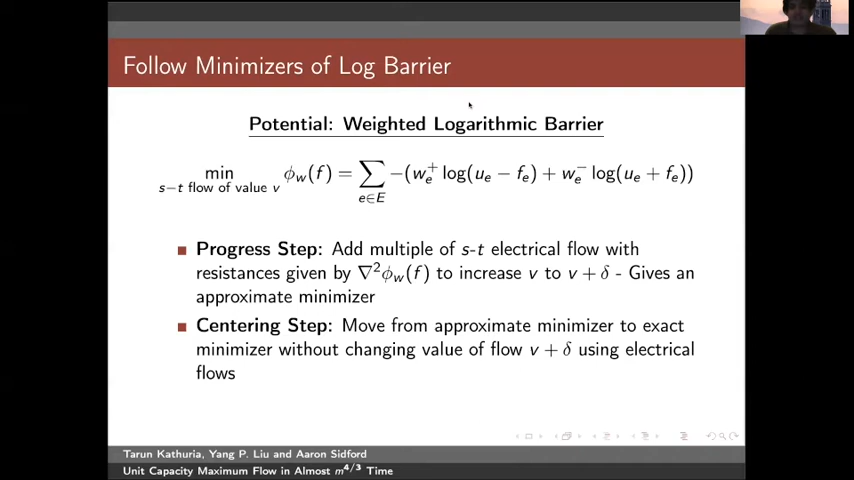 Follow Minimizers of Log Barrier
Potential: Weighted Logarithmic Barrier
min_{s−t flow of value v} ϕ_w(f) = ∑_{e∈E} −(w_e^+ log(u_e − f_e) + w_e^− log(u_e + f_e))
Progress Step: Add multiple of s-t electrical flow with
resistances given by ∇²ϕ_w(f) to increase v to v + δ - Gives an
approximate minimizer
Centering Step: Move from approximate minimizer to exact
minimizer without changing value of flow v + δ using electrical
flows
Tarun Kathuria, Yang P. Liu and Aaron Sidford
Unit Capacity Maximum Flow in Almost m^{4/3} Time